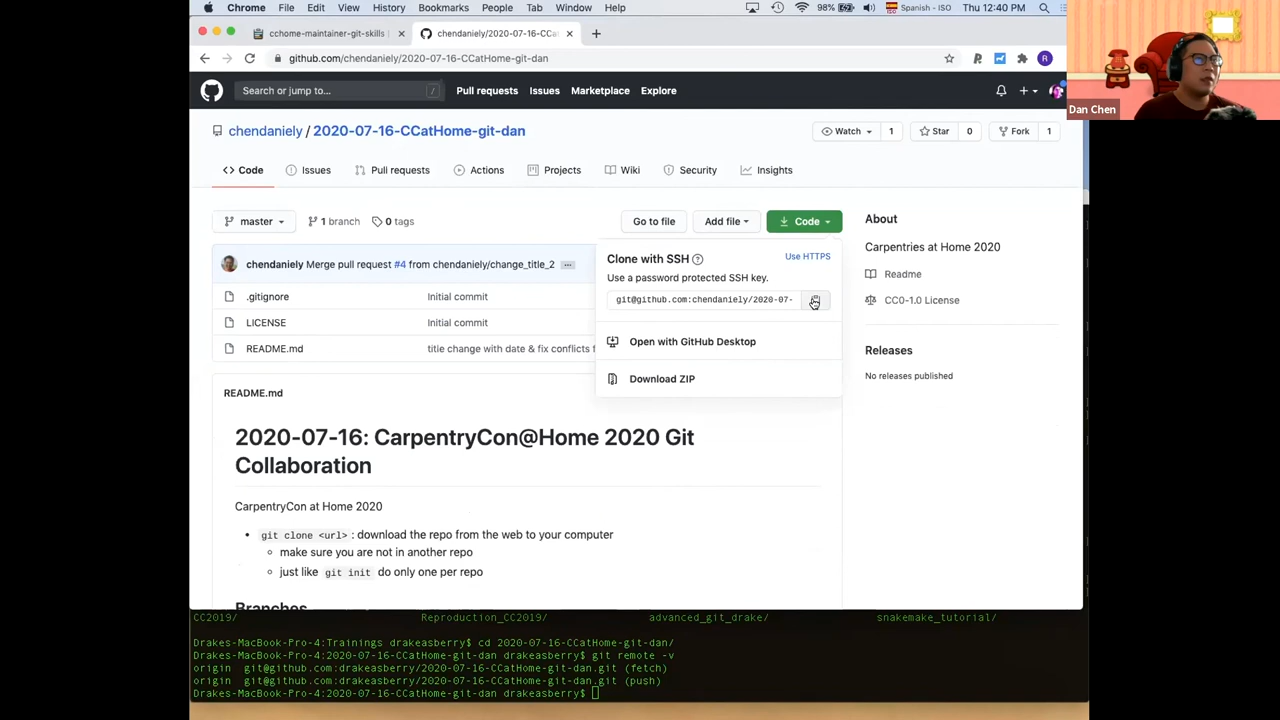 Chrome File Edit View History Bookmarks People Tab Window Help 98% Spanish - ISO Thu 12:40 PM
cchome-maintainer-git-skills chendaniely/2020-07-16-CCat
github.com/chendaniely/2020-07-16-CCatHome-git-dan R
Search or jump to... / Pull requests Issues Marketplace Explore
Dan Chen
chendaniely / 2020-07-16-CCatHome-git-dan Watch 1 Star 0 Fork 1
Code Issues Pull requests Actions Projects Wiki Security Insights
master 1 branch 0 tags Go to file Add file Code
About
Carpentries at Home 2020
Readme
CC0-1.0 License
Releases
No releases published
chendaniely Merge pull request #4 from chendaniely/change_title_2 ...
.gitignore Initial commit
LICENSE Initial commit
README.md title change with date & fix conflicts f
Clone with SSH ? Use HTTPS
Use a password protected SSH key.
git@github.com:chendaniely/2020-07-
Open with GitHub Desktop
Download ZIP
README.md
2020-07-16: CarpentryCon@Home 2020 Git
Collaboration
CarpentryCon at Home 2020
• git clone <url> : download the repo from the web to your computer
◦ make sure you are not in another repo
◦ just like git init do only one per repo
Branches
CC2019/ Reproduction_CC2019/ advanced_git_drake/ snakemake_tutorial/
Drakes-MacBook-Pro-4:Trainings drakeasberry$ cd 2020-07-16-CCatHome-git-dan/
Drakes-MacBook-Pro-4:2020-07-16-CCatHome-git-dan drakeasberry$ git remote -v
origin git@github.com:drakeasberry/2020-07-16-CCatHome-git-dan.git (fetch)
origin git@github.com:drakeasberry/2020-07-16-CCatHome-git-dan.git (push)
Drakes-MacBook-Pro-4:2020-07-16-CCatHome-git-dan drakeasberry$